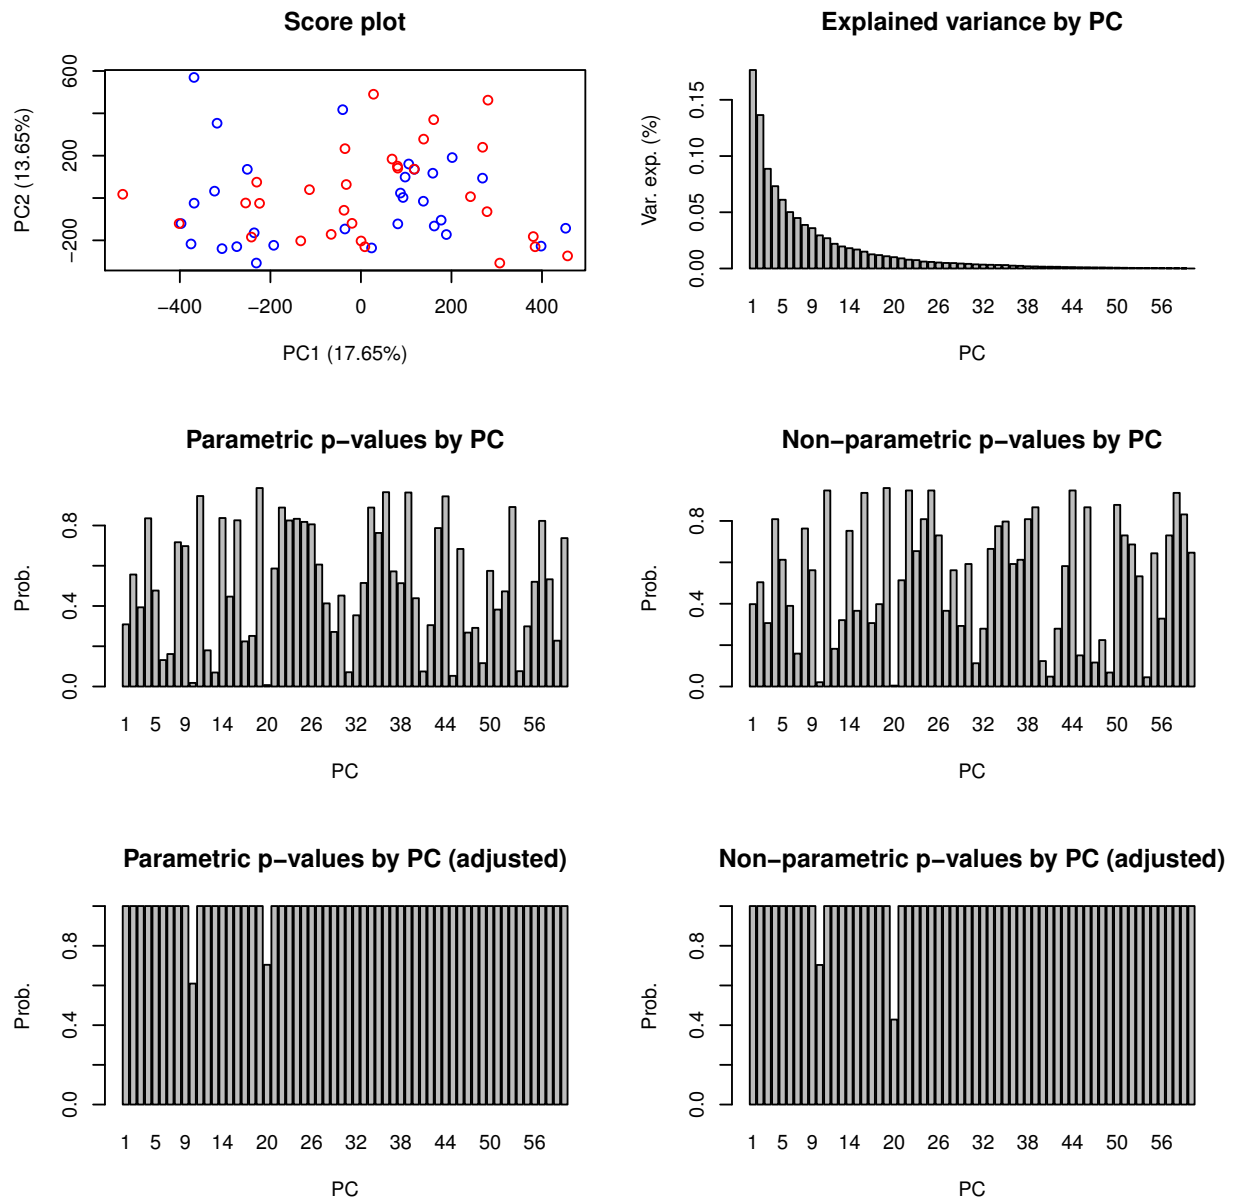 Score plot
PC2 (13.65%)
600
200
−200
−400 −200 0 200 400
PC1 (17.65%)
Explained variance by PC
Var. exp. (%)
0.15
0.10
0.05
0.00
1 5 9 14 20 26 32 38 44 50 56
PC
Parametric p−values by PC
Prob.
0.8
0.4
0.0
1 5 9 14 20 26 32 38 44 50 56
PC
Non−parametric p−values by PC
Prob.
0.8
0.4
0.0
1 5 9 14 20 26 32 38 44 50 56
PC
Parametric p−values by PC (adjusted)
Prob.
0.8
0.4
0.0
1 5 9 14 20 26 32 38 44 50 56
PC
Non−parametric p−values by PC (adjusted)
Prob.
0.8
0.4
0.0
1 5 9 14 20 26 32 38 44 50 56
PC